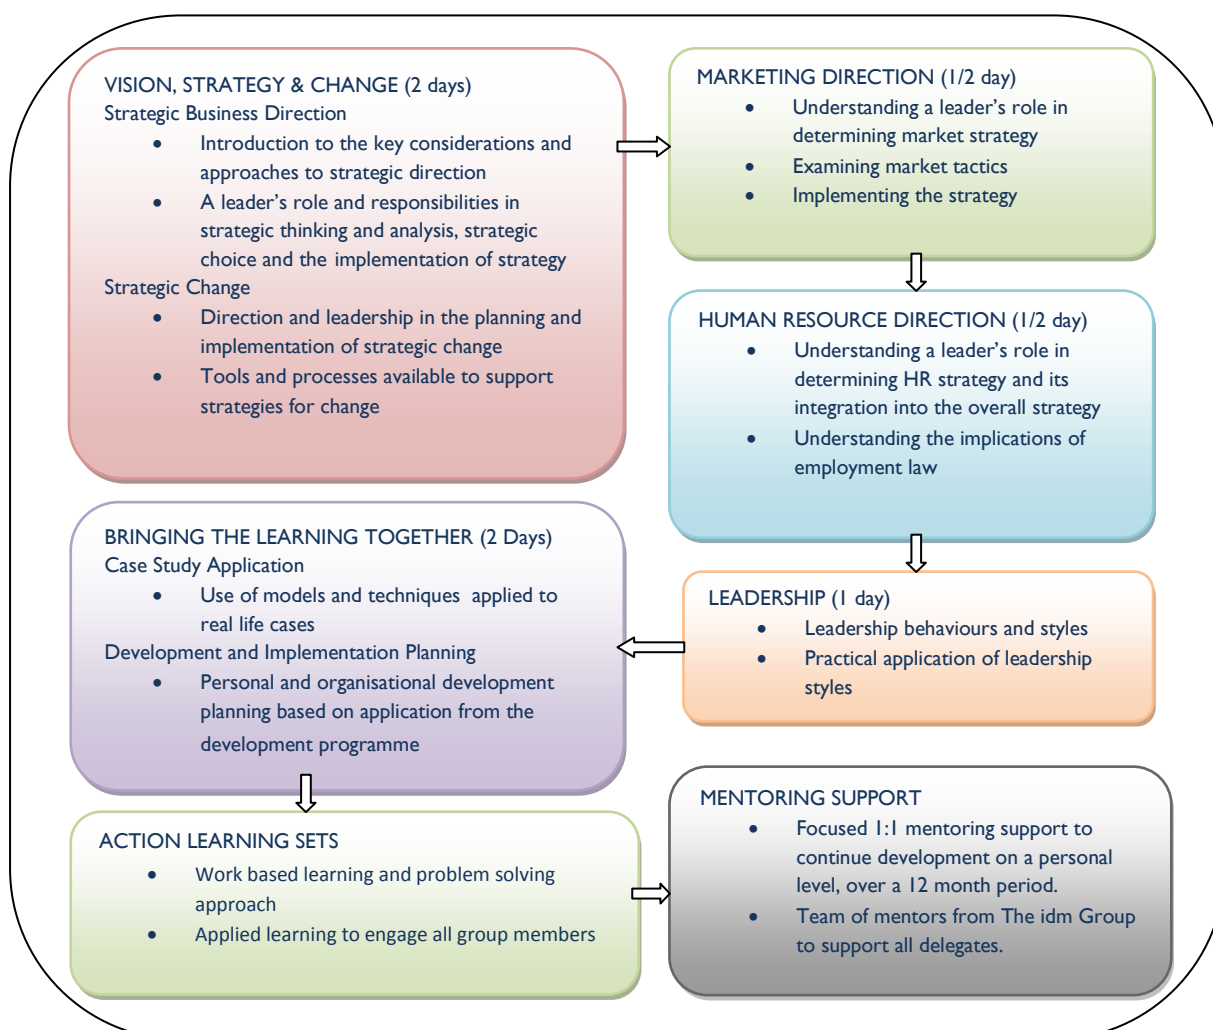 VISION, STRATEGY & CHANGE (2 days)
Strategic Business Direction
• Introduction to the key considerations and
approaches to strategic direction
• A leader's role and responsibilities in
strategic thinking and analysis, strategic
choice and the implementation of strategy
Strategic Change
• Direction and leadership in the planning and
implementation of strategic change
• Tools and processes available to support
strategies for change
MARKETING DIRECTION (1/2 day)
• Understanding a leader's role in
determining market strategy
• Examining market tactics
• Implementing the strategy
HUMAN RESOURCE DIRECTION (1/2 day)
• Understanding a leader's role in
determining HR strategy and its
integration into the overall strategy
• Understanding the implications of
employment law
LEADERSHIP (1 day)
• Leadership behaviours and styles
• Practical application of leadership
styles
BRINGING THE LEARNING TOGETHER (2 Days)
Case Study Application
• Use of models and techniques applied to
real life cases
Development and Implementation Planning
• Personal and organisational development
planning based on application from the
development programme
ACTION LEARNING SETS
• Work based learning and problem solving
approach
• Applied learning to engage all group members
MENTORING SUPPORT
• Focused 1:1 mentoring support to
continue development on a personal
level, over a 12 month period.
• Team of mentors from The idm Group
to support all delegates.